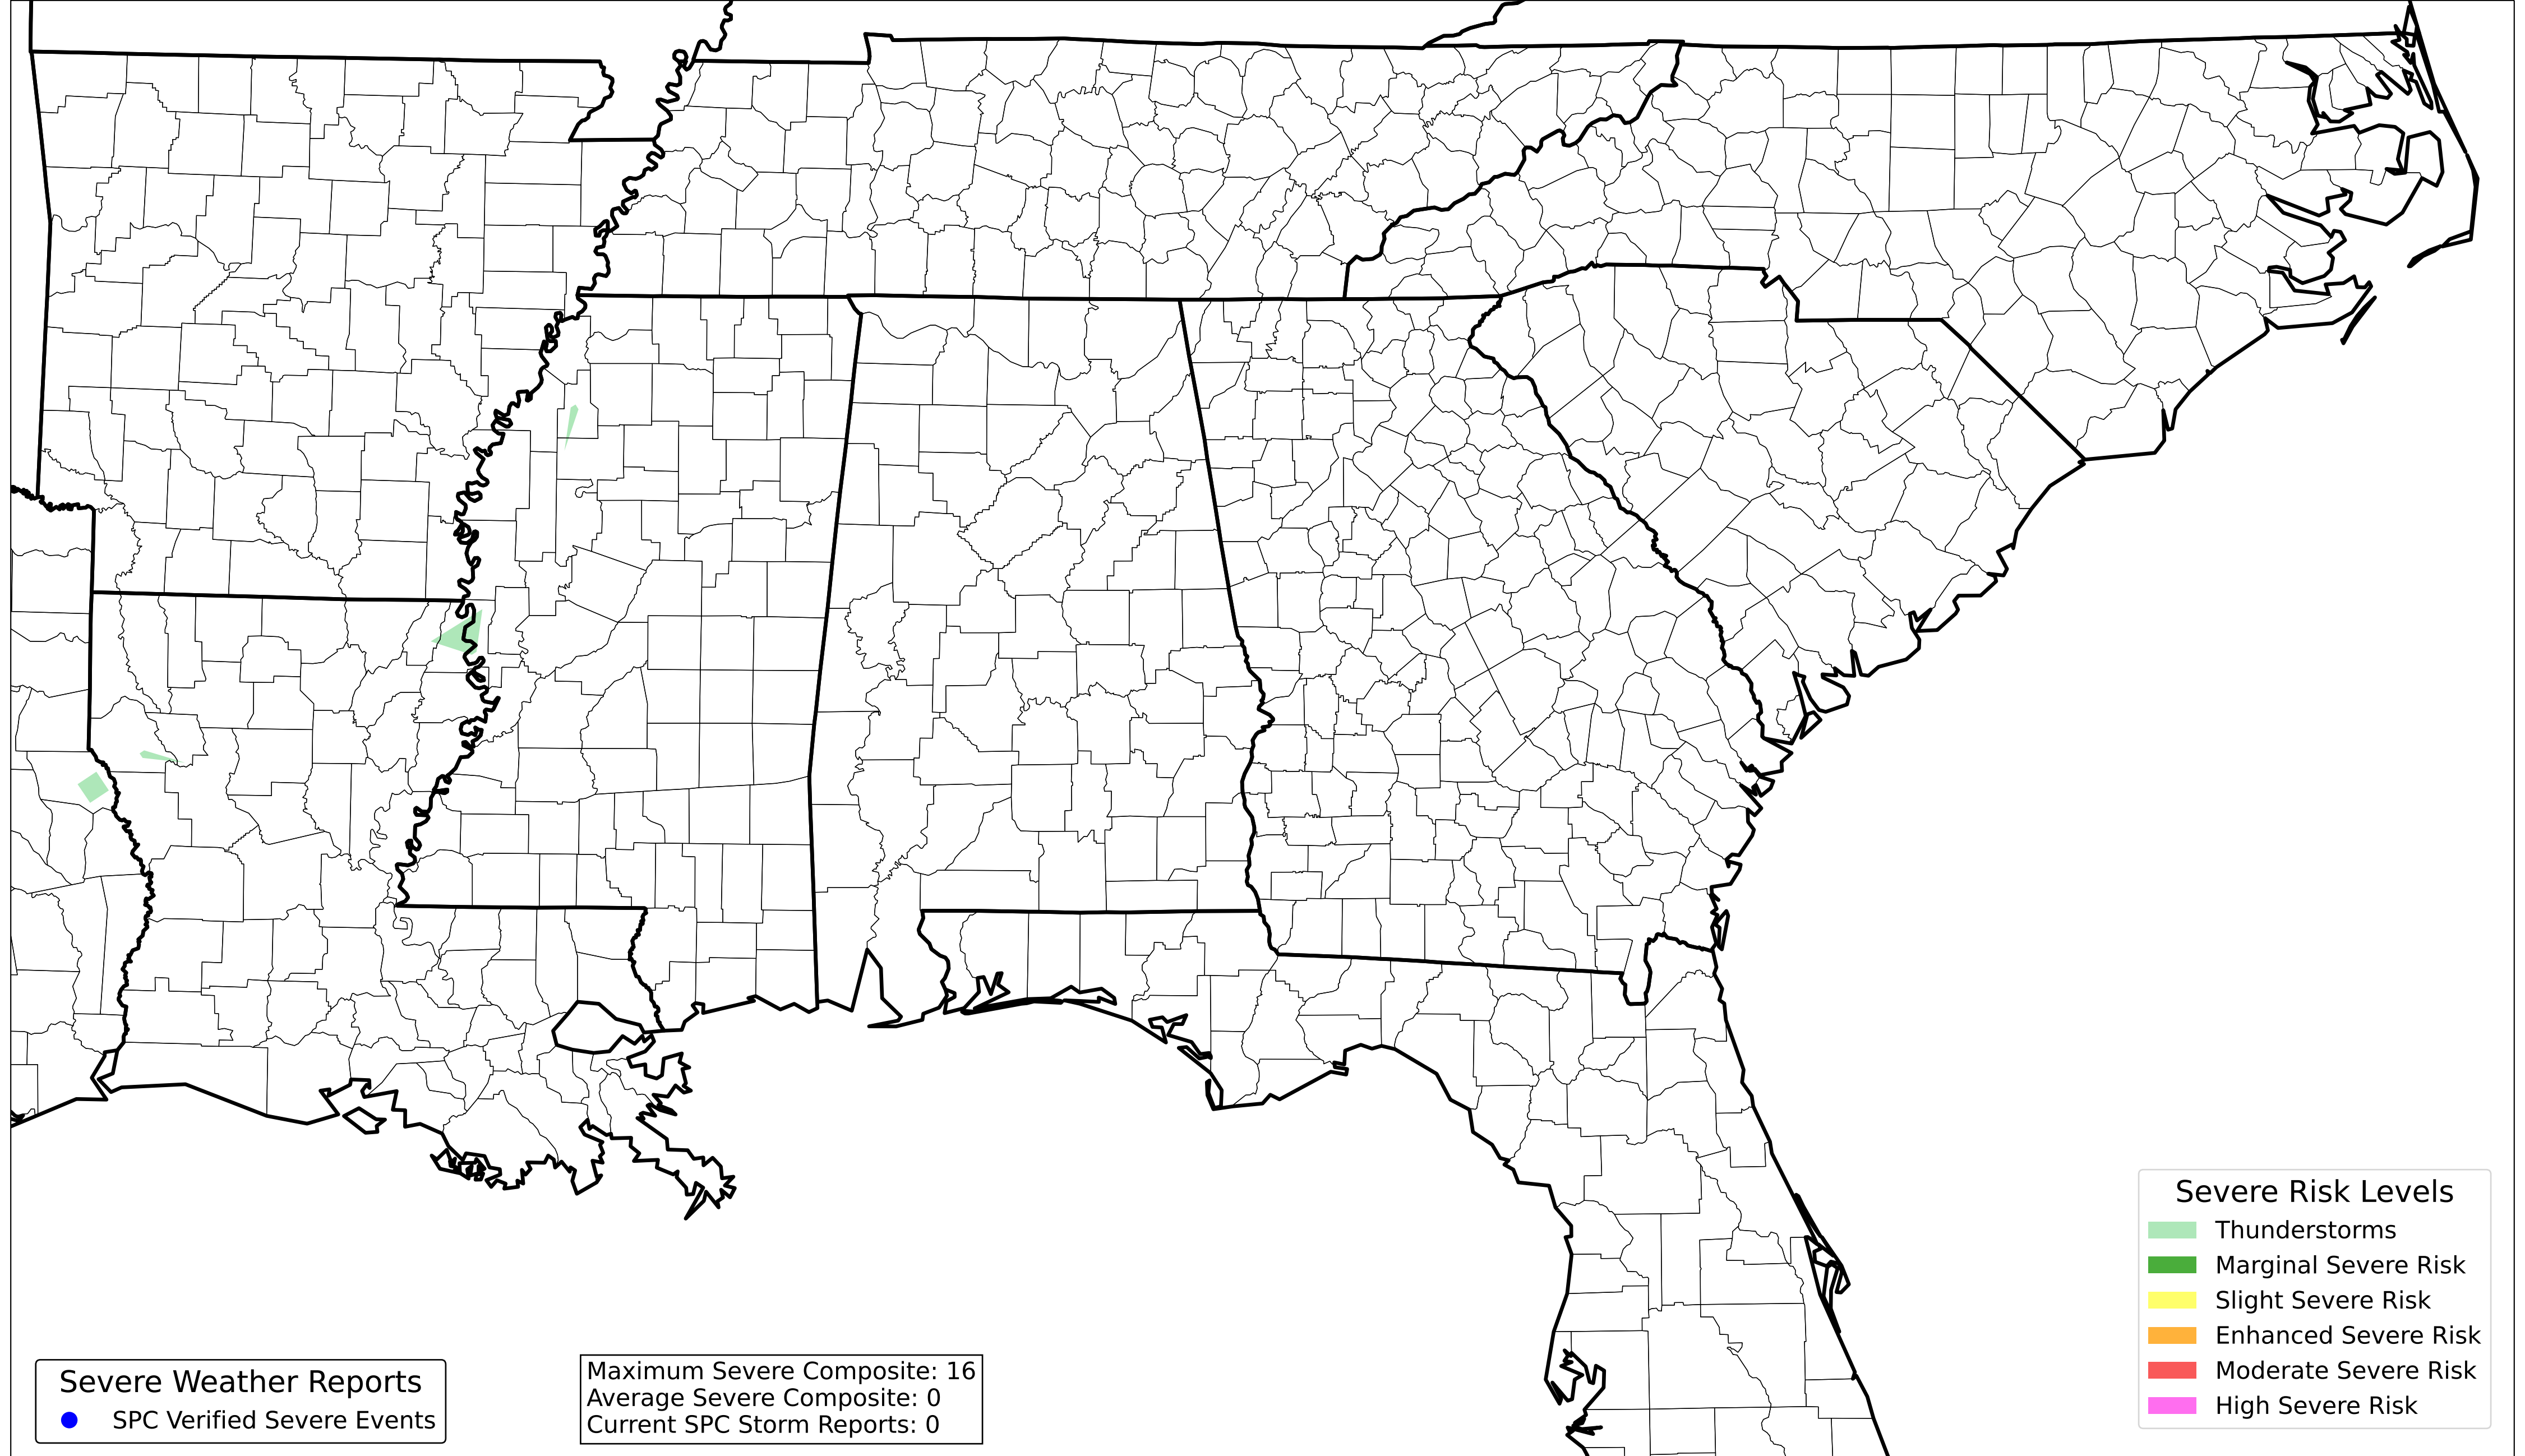 Severe Risk Levels
Thunderstorms
Marginal Severe Risk
Slight Severe Risk
Enhanced Severe Risk
Moderate Severe Risk
High Severe Risk
Severe Weather Reports
SPC Verified Severe Events
Maximum Severe Composite: 16
Average Severe Composite: 0
Current SPC Storm Reports: 0